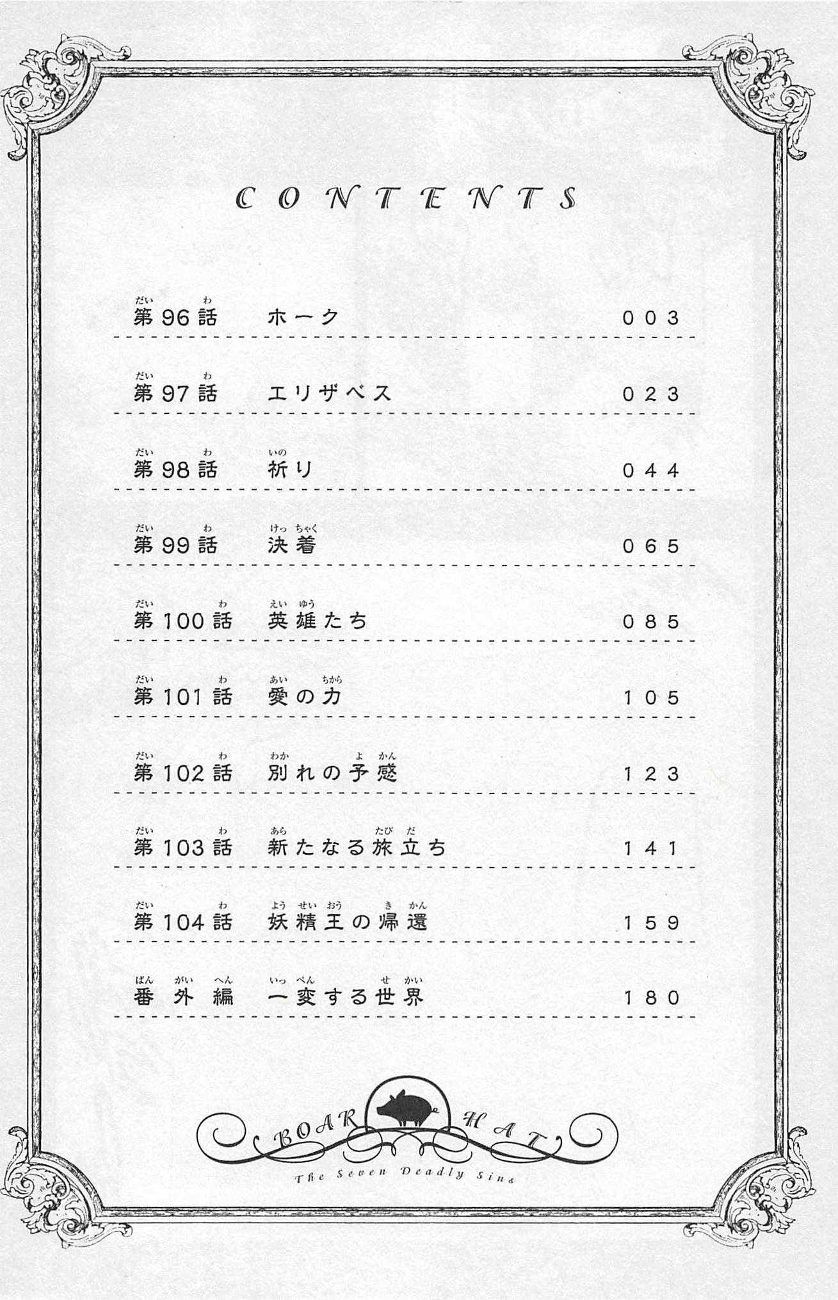 CONTENTS
第96話 ホーク 003
第97話 エリザベス 023
第98話 祈り 044
第99話 決着 065
第100話 英雄たち 085
第101話 愛の力 105
第102話 別れの予感 123
第103話 新たなる旅立ち 141
第104話 妖精王の帰還 159
番外編 一変する世界 180
BOAR HAT
The Seven Deadly Sins